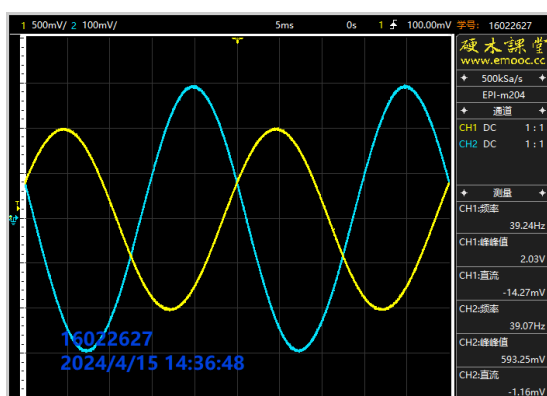 1 500mV/ 2 100mV/ 5ms 0s 1 100.00mV 学号: 16022627
硬木課堂
www.emooc.cc
500kSa/s
EPI-m204
通道
CH1 DC 1:1
CH2 DC 1:1
测量
CH1:频率
39.24Hz
CH1:峰峰值
2.03V
CH1:直流
-14.27mV
CH2:频率
39.07Hz
CH2:峰峰值
593.25mV
CH2:直流
-1.16mV
16022627
2024/4/15 14:36:48